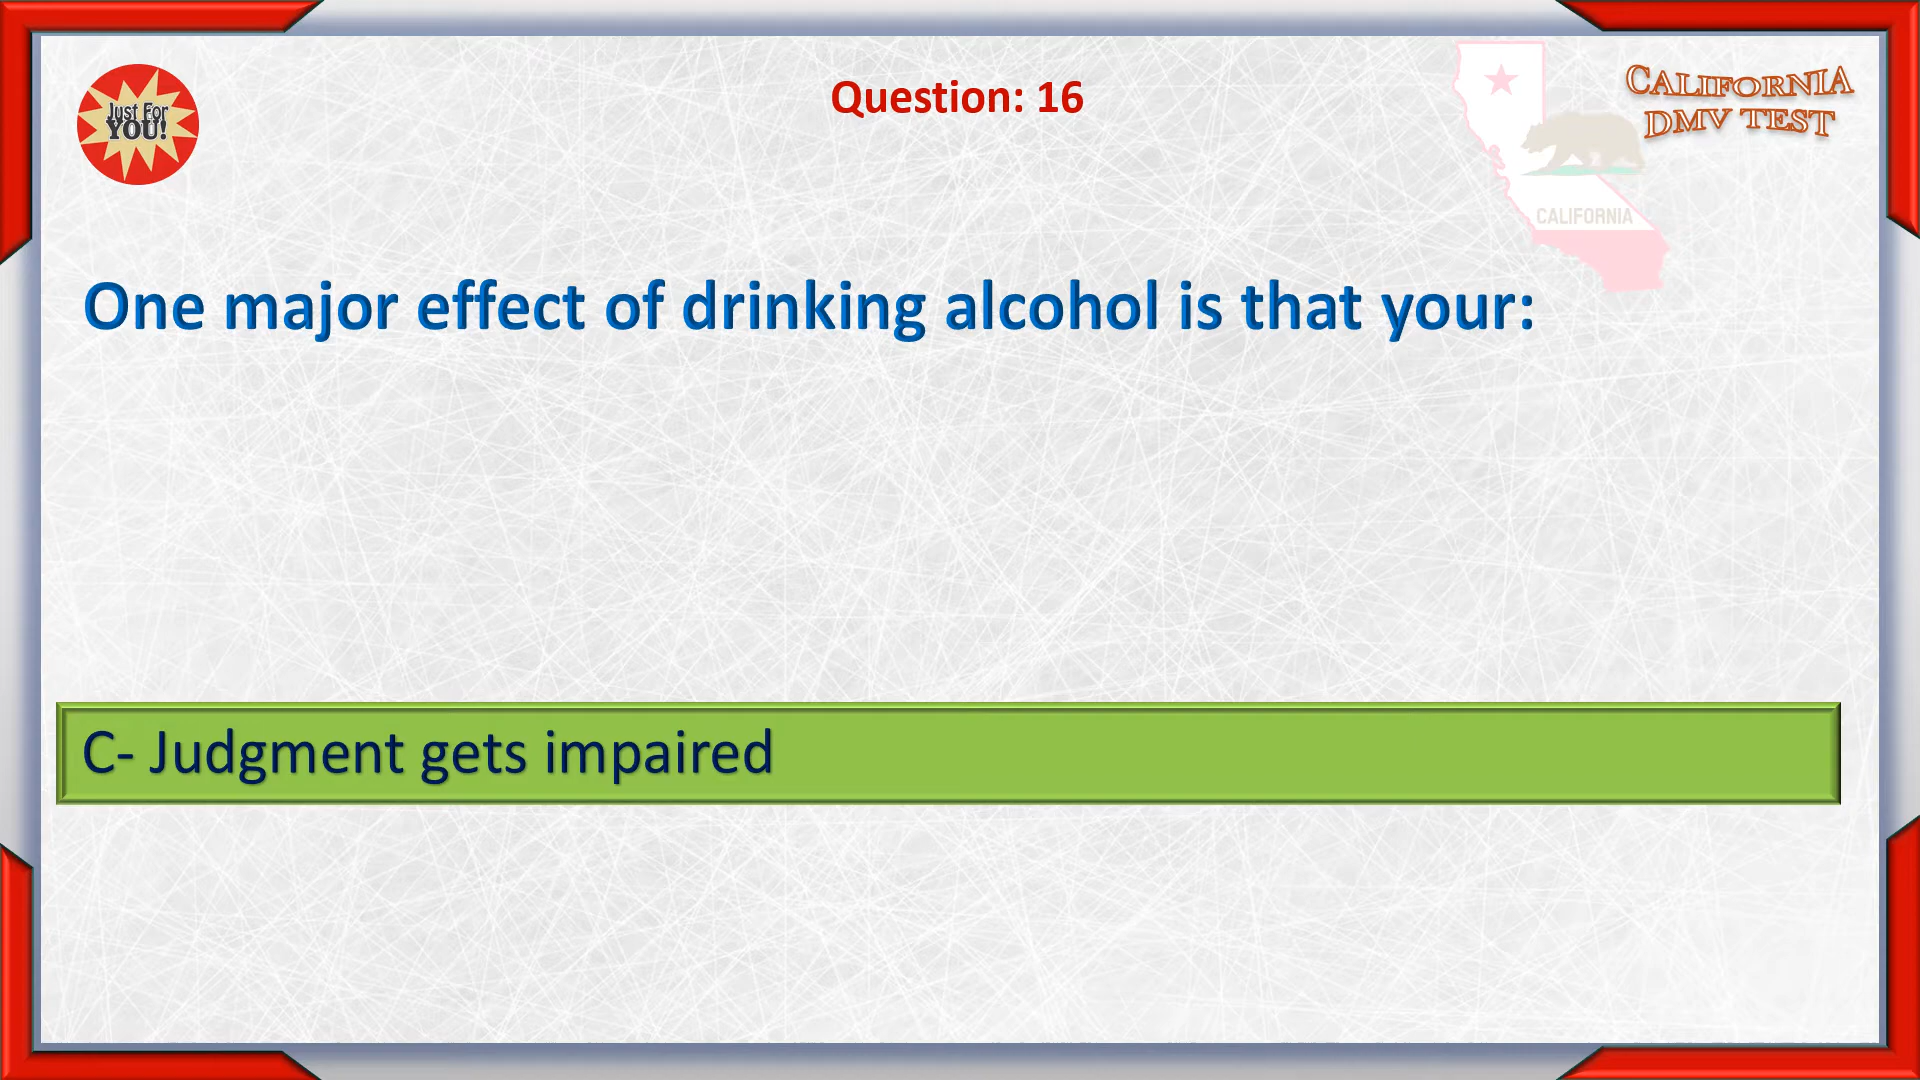 Just For
YOU!
Question: 16
CALIFORNIA
DMV TEST
CALIFORNIA
One major effect of drinking alcohol is that your:
C- Judgment gets impaired